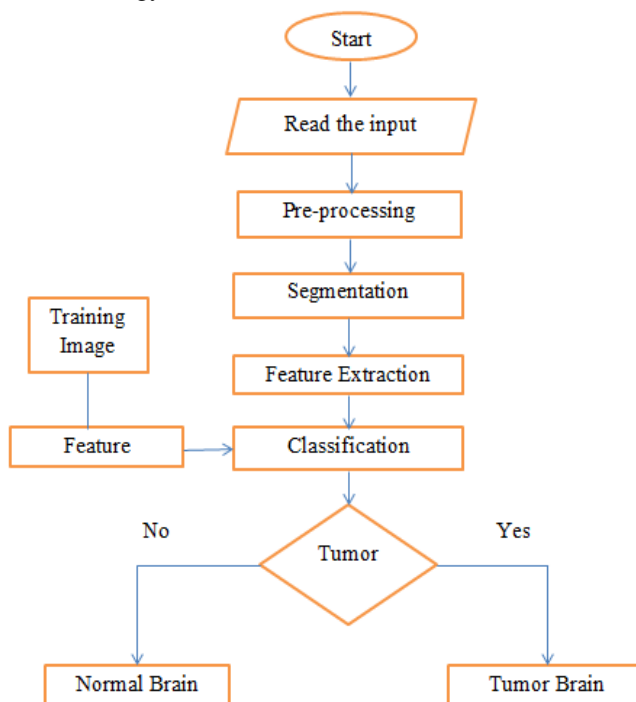 Start
Read the input
Pre-processing
Segmentation
Training
Image
Feature Extraction
Feature
Classification
No
Yes
Tumor
Normal Brain
Tumor Brain